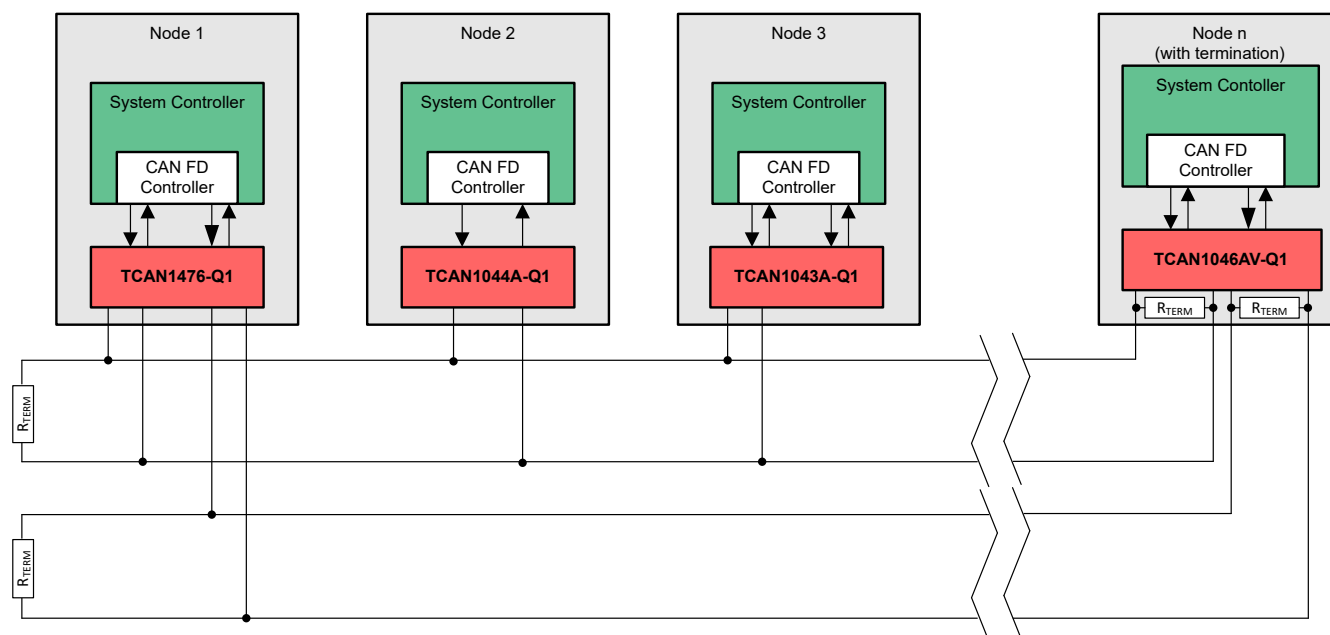 Node 1
System Controller
CAN FD
Controller
TCAN1476-Q1
Node 2
System Controller
CAN FD
Controller
TCAN1044A-Q1
Node 3
System Controller
CAN FD
Controller
TCAN1043A-Q1
Node n
(with termination)
System Contoller
CAN FD
Controller
TCAN1046AV-Q1
RTERM
RTERM
RTERM
RTERM